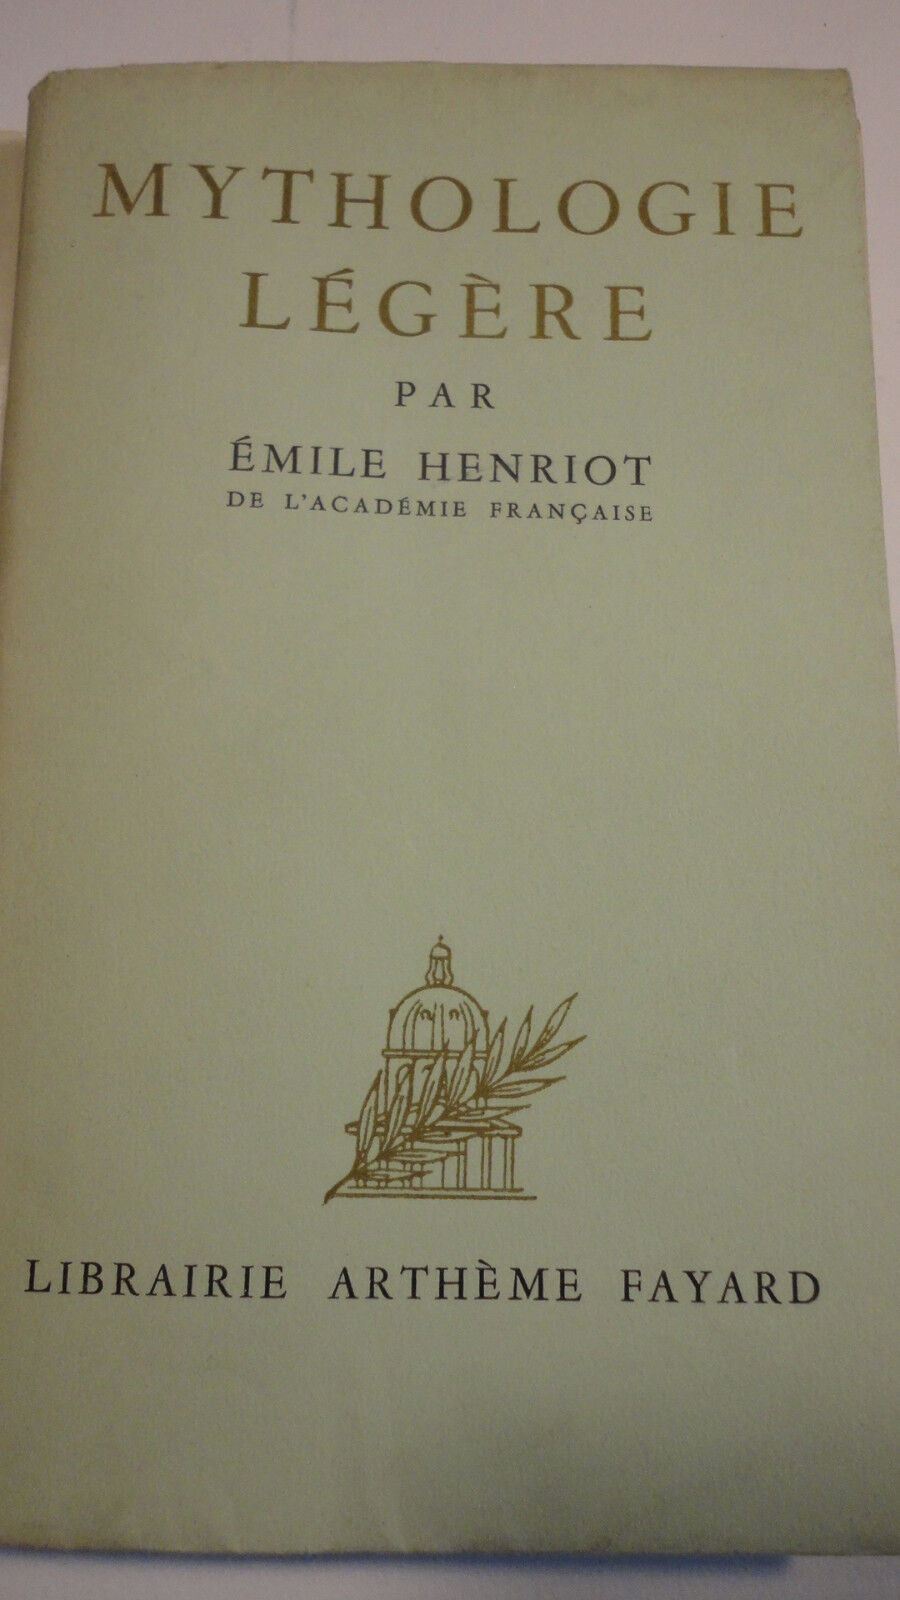 MYTHOLOGIE
LÉGÈRE
PAR
ÉMILE HENRIOT
DE L'ACADÉMIE FRANÇAISE
LIBRAIRIE ARTHÈME FAYARD